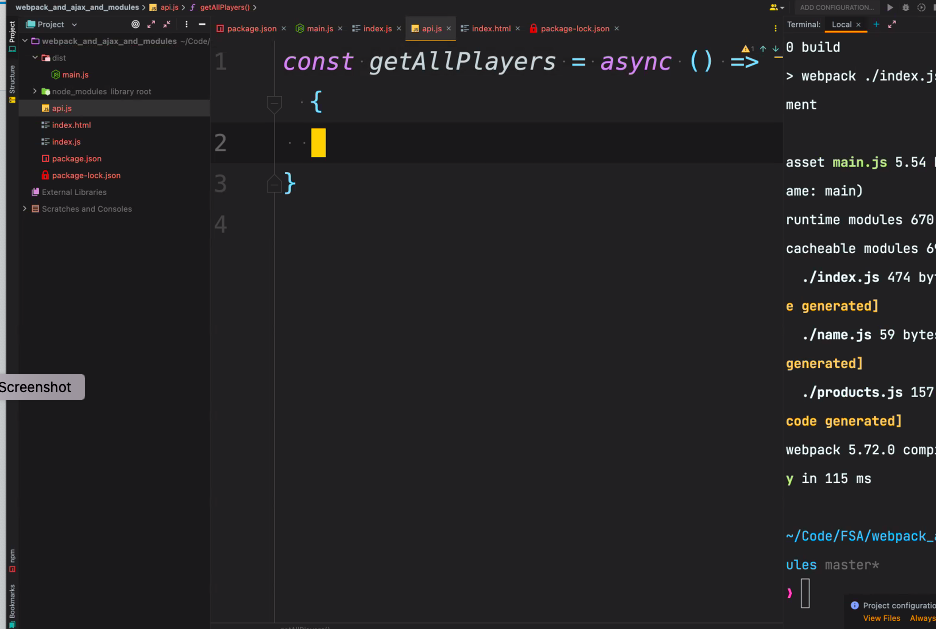 webpack_and_ajax_and_modules > api.js > getAllPlayers() >
ADD CONFIGURATION...
Project
package.json × main.js × index.js × api.js × index.html × package-lock.json ×
Terminal: Local × +
Project
Structure
webpack_and_ajax_and_modules ~/Code/
dist
main.js
node_modules library root
api.js
index.html
index.js
package.json
package-lock.json
External Libraries
Scratches and Consoles
1 const getAllPlayers = async () =>
{
2
3 }
4
0 build
> webpack ./index.js
ment
asset main.js 5.54
ame: main)
runtime modules 670
cacheable modules 6
./index.js 474 byt
e generated]
./name.js 59 bytes
generated]
./products.js 157
code generated]
webpack 5.72.0 comp
y in 115 ms
~/Code/FSA/webpack_a
ules master*
❯
Screenshot
npm
Bookmarks
Project configuratio
View Files Always